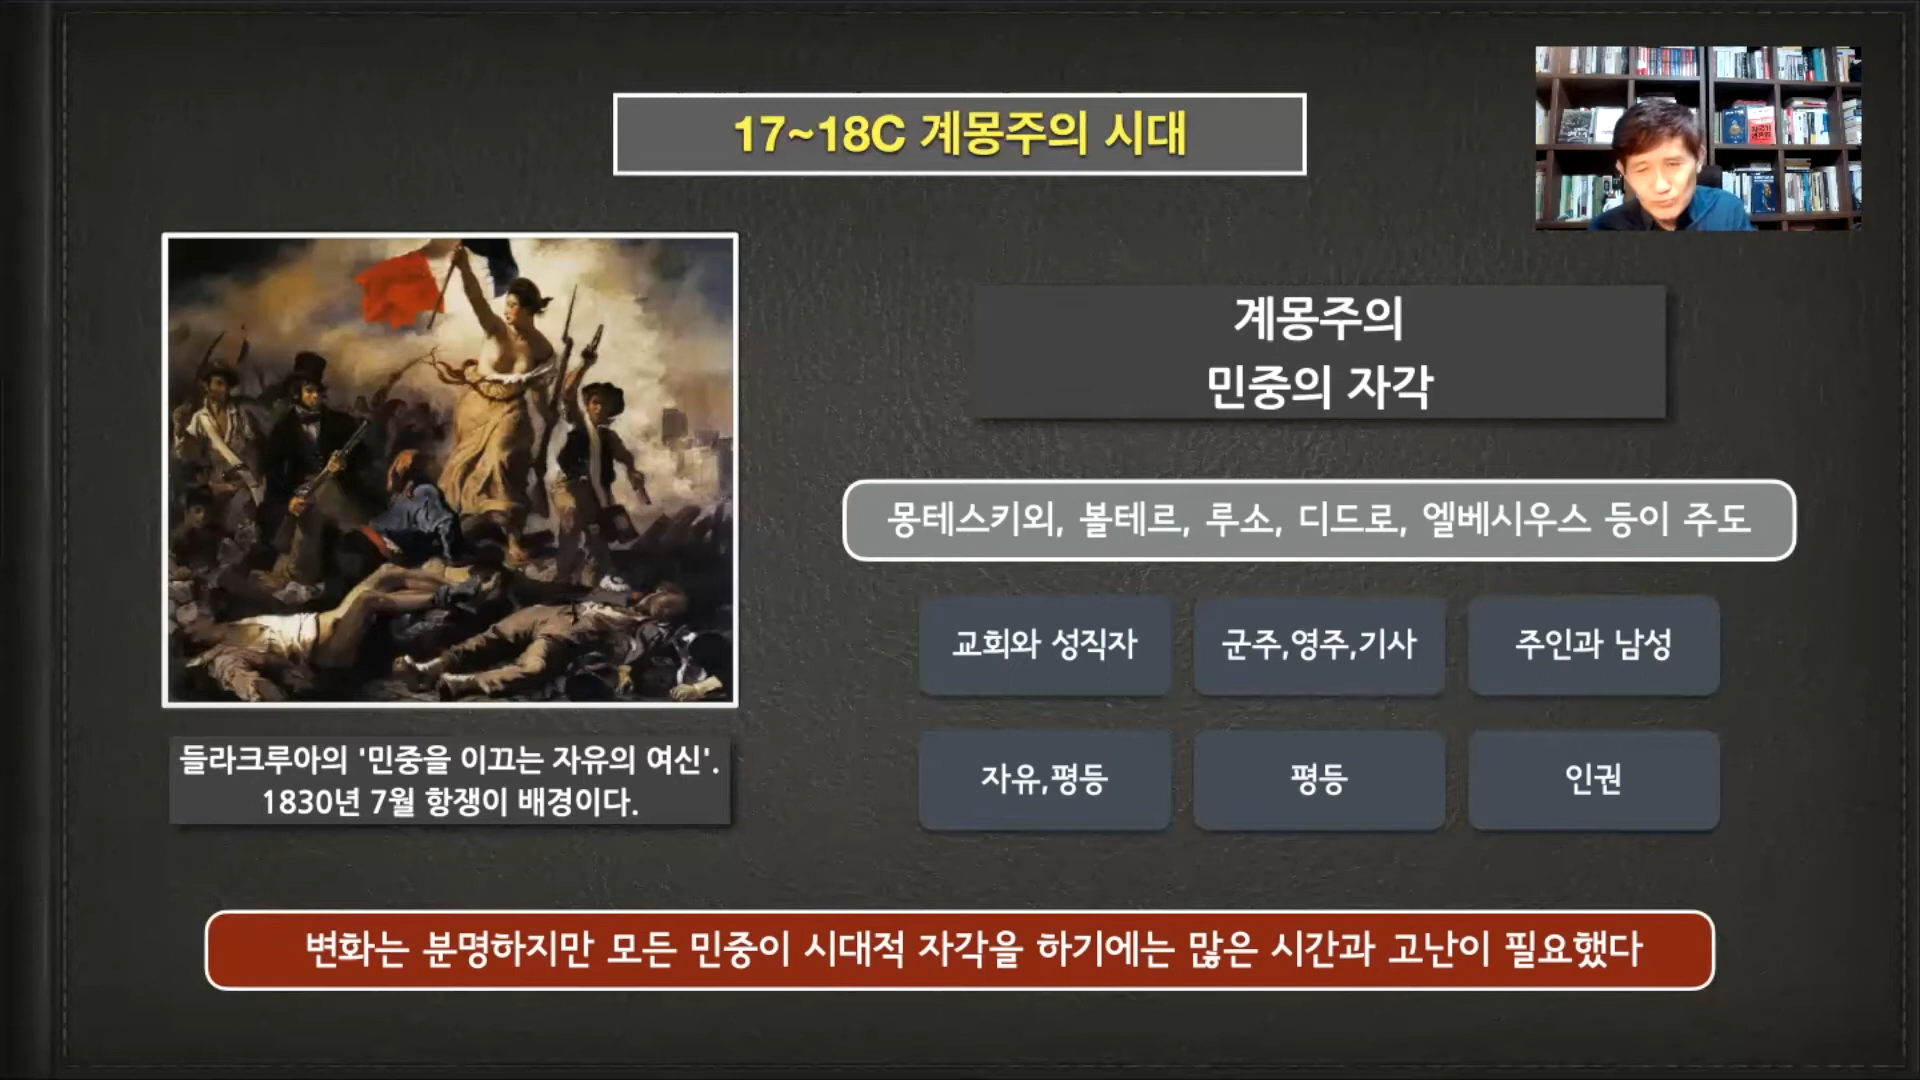 17~18C 계몽주의 시대
계몽주의
민중의 자각
몽테스키외, 볼테르, 루소, 디드로, 엘베시우스 등이 주도
교회와 성직자
군주,영주,기사
주인과 남성
자유,평등
평등
인권
들라크루아의 '민중을 이끄는 자유의 여신'.
1830년 7월 항쟁이 배경이다.
변화는 분명하지만 모든 민중이 시대적 자각을 하기에는 많은 시간과 고난이 필요했다